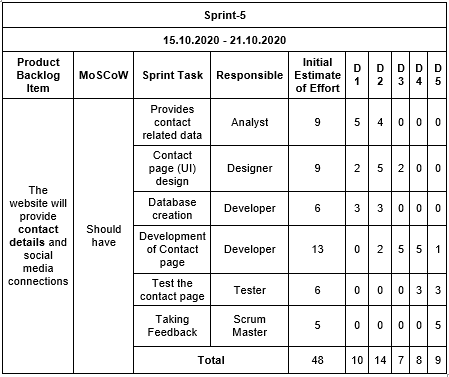 Sprint-5
15.10.2020 - 21.10.2020
Product Backlog Item MoSCoW Sprint Task Responsible Initial Estimate of Effort D1 D2 D3 D4 D5
The website will provide contact details and social media connections Should have
Provides contact related data Analyst 9 5 4 0 0 0
Contact page (UI) design Designer 9 2 5 2 0 0
Database creation Developer 6 3 3 0 0 0
Development of Contact page Developer 13 0 2 5 5 1
Test the contact page Tester 6 0 0 0 3 3
Taking Feedback Scrum Master 5 0 0 0 0 5
Total 48 10 14 7 8 9